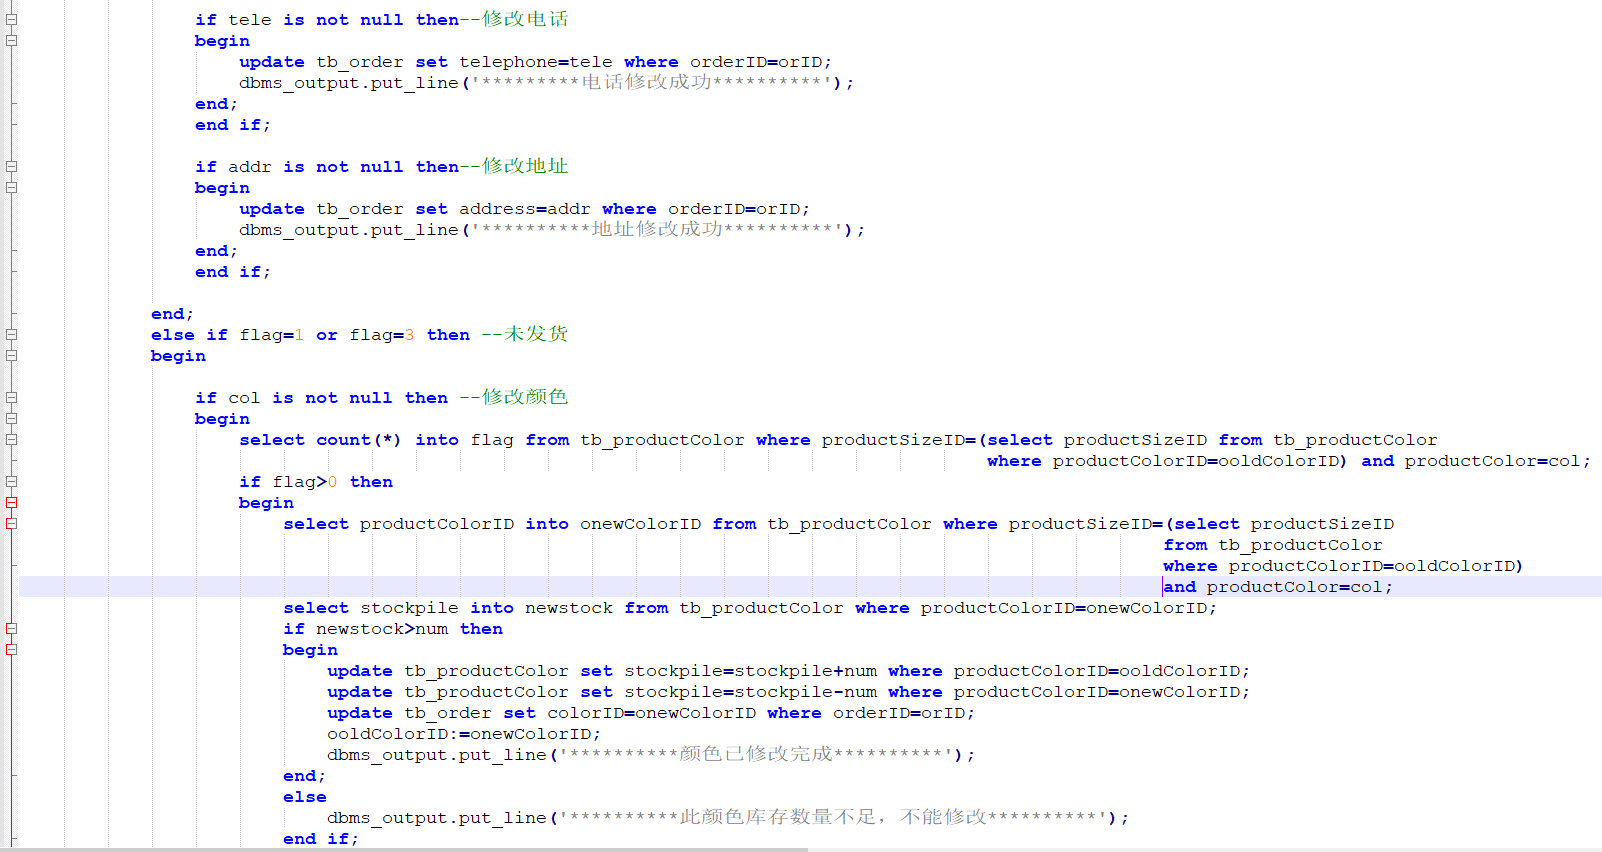 if tele is not null then--修改电话
begin
update tb_order set telephone=tele where orderID=orID;
dbms_output.put_line('*********电话修改成功**********');
end;
end if;
if addr is not null then--修改地址
begin
update tb_order set address=addr where orderID=orID;
dbms_output.put_line('**********地址修改成功**********');
end;
end if;
end;
else if flag=1 or flag=3 then --未发货
begin
if col is not null then --修改颜色
begin
select count(*) into flag from tb_productColor where productSizeID=(select productSizeID from tb_productColor
where productColorID=ooldColorID) and productColor=col;
if flag>0 then
begin
select productColorID into onewColorID from tb_productColor where productSizeID=(select productSizeID
from tb_productColor
where productColorID=ooldColorID)
and productColor=col;
select stockpile into newstock from tb_productColor where productColorID=onewColorID;
if newstock>num then
begin
update tb_productColor set stockpile=stockpile+num where productColorID=ooldColorID;
update tb_productColor set stockpile=stockpile-num where productColorID=onewColorID;
update tb_order set colorID=onewColorID where orderID=orID;
ooldColorID:=onewColorID;
dbms_output.put_line('**********颜色已修改完成**********');
end;
else
dbms_output.put_line('**********此颜色库存数量不足，不能修改**********');
end if;